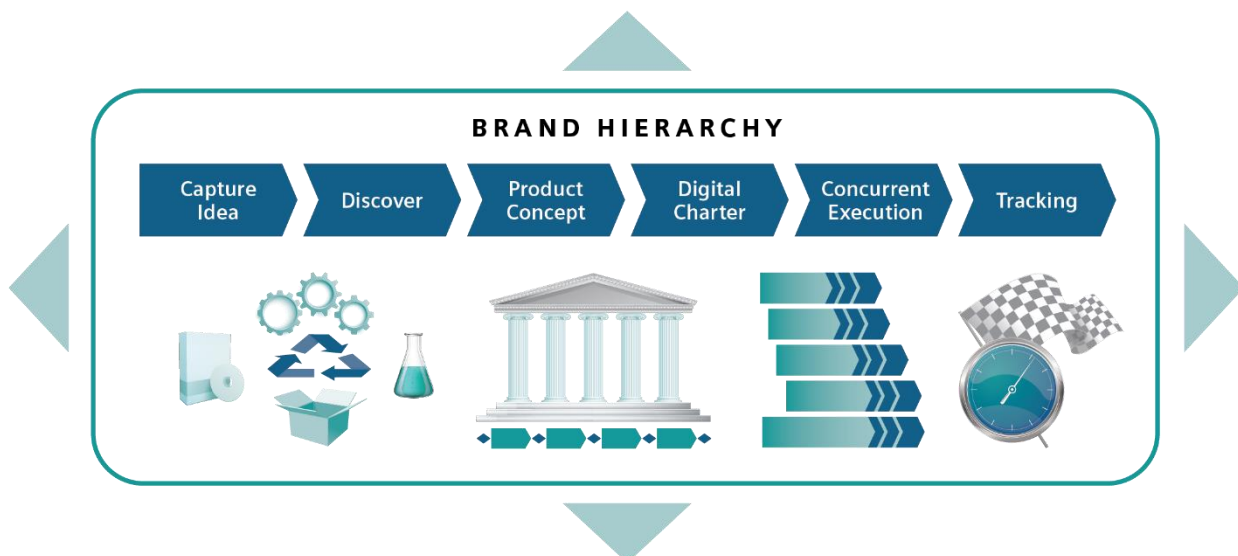 BRAND HIERARCHY
Capture
Idea
Discover
Product
Concept
Digital
Charter
Concurrent
Execution
Tracking